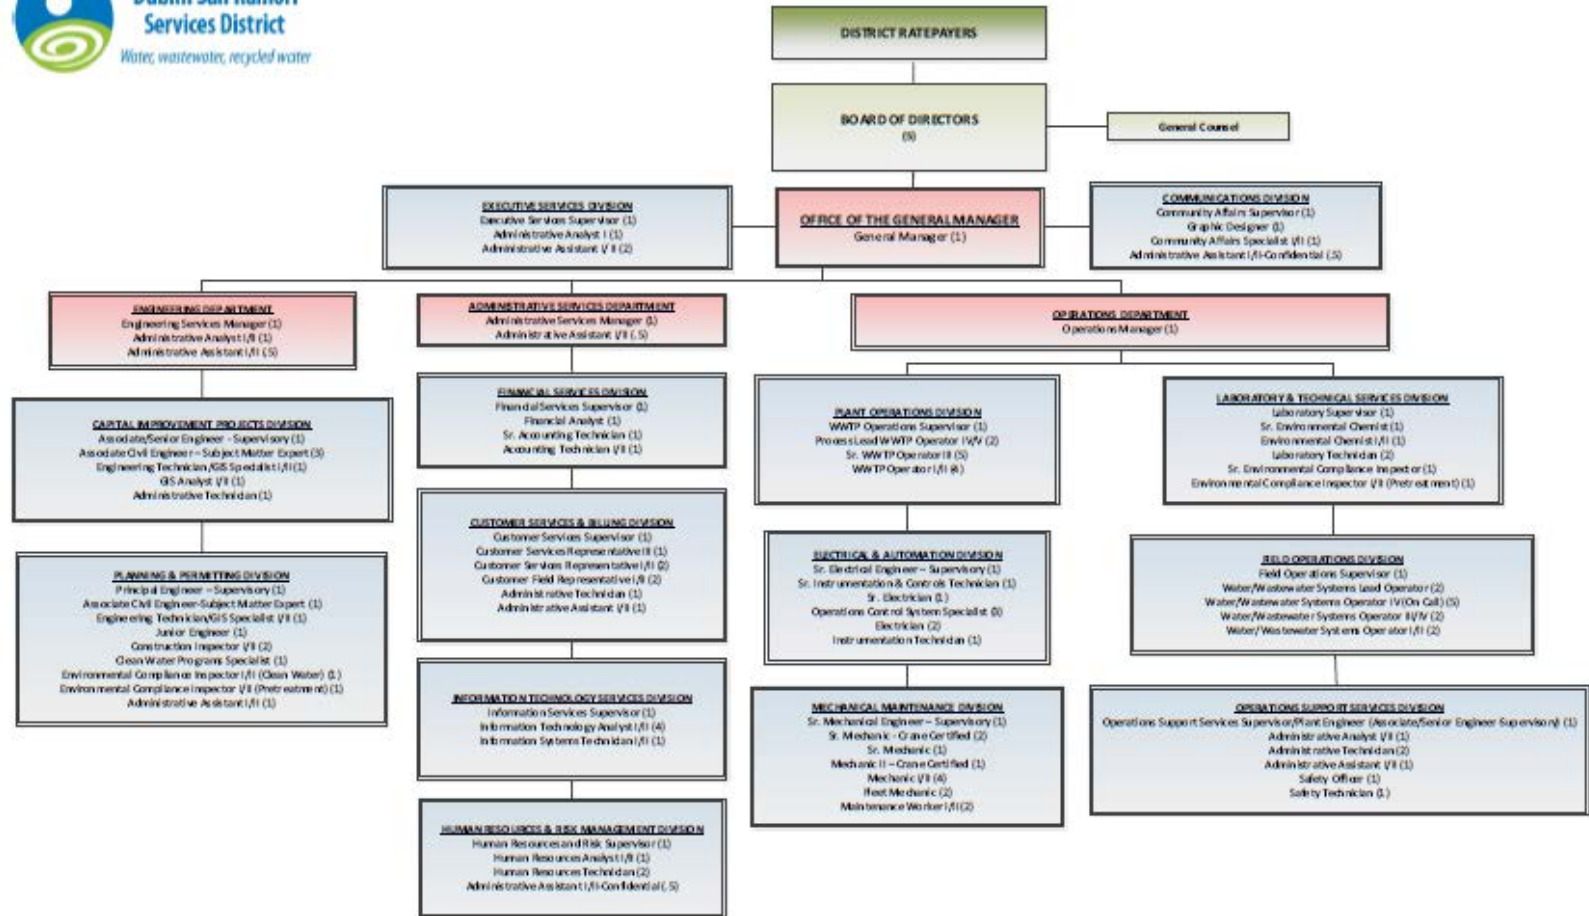 Dublin San Ramon
Services District
Water, wastewater, recycled water
DISTRICT RATEPAYERS
BOARD OF DIRECTORS
(5)
General Counsel
EXECUTIVE SERVICES DIVISION
Executive Services Supervisor (1)
Administrative Analyst I (1)
Administrative Assistant I/II (2)
OFFICE OF THE GENERAL MANAGER
General Manager (1)
COMMUNICATIONS DIVISION
Community Affairs Supervisor (1)
Graphic Designer (1)
Community Affairs Specialist I/II (1)
Administrative Assistant I/II-Confidential (.5)
ENGINEERING DEPARTMENT
Engineering Services Manager (1)
Administrative Analyst I/II (1)
Administrative Assistant I/II (.5)
ADMINISTRATIVE SERVICES DEPARTMENT
Administrative Services Manager (1)
Administrative Assistant I/II (.5)
OPERATIONS DEPARTMENT
Operations Manager (1)
CAPITAL IMPROVEMENT PROJECTS DIVISION
Associate/Senior Engineer - Supervisory (1)
Associate Civil Engineer – Subject Matter Expert (3)
Engineering Technician/GIS Specialist I/II (1)
GIS Analyst I/II (1)
Administrative Technician (1)
PLANNING & PERMITTING DIVISION
Principal Engineer – Supervisory (1)
Associate Civil Engineer-Subject Matter Expert (1)
Engineering Technician/GIS Specialist I/II (1)
Junior Engineer (1)
Construction Inspector I/II (2)
Clean Water Programs Specialist (1)
Environmental Compliance Inspector I/II (Clean Water) (1)
Environmental Compliance Inspector I/II (Pretreatment) (1)
Administrative Assistant I/II (1)
FINANCIAL SERVICES DIVISION
Financial Services Supervisor (1)
Financial Analyst (1)
Sr. Accounting Technician (1)
Accounting Technician I/II (1)
CUSTOMER SERVICES & BILLING DIVISION
Customer Services Supervisor (1)
Customer Services Representative III (1)
Customer Services Representative I/II (2)
Customer Field Representative I/II (2)
Administrative Technician (1)
Administrative Assistant I/II (1)
INFORMATION TECHNOLOGY SERVICES DIVISION
Information Services Supervisor (1)
Information Technology Analyst I/II (4)
Information Systems Technician I/II (1)
HUMAN RESOURCES & RISK MANAGEMENT DIVISION
Human Resources and Risk Supervisor (1)
Human Resources Analyst I/II (1)
Human Resources Technician (2)
Administrative Assistant I/II-Confidential (.5)
PLANT OPERATIONS DIVISION
WWTP Operations Supervisor (1)
Process Lead WWTP Operator IV/V (2)
Sr. WWTP Operator III (5)
WWTP Operator I/II
ELECTRICAL & AUTOMATION DIVISION
Sr. Electrical Engineer – Supervisory (1)
Sr. Instrumentation & Controls Technician (1)
Sr. Electrician (1)
Operations Control System Specialist
Electrician (2)
Instrumentation Technician (1)
MECHANICAL MAINTENANCE DIVISION
Sr. Mechanical Engineer – Supervisory (1)
Sr. Mechanic - Crane Certified (2)
Sr. Mechanic (1)
Mechanic II – Crane Certified (1)
Mechanic I/II (4)
Fleet Mechanic (2)
Maintenance Worker I/II (2)
LABORATORY & TECHNICAL SERVICES DIVISION
Laboratory Supervisor (1)
Sr. Environmental Chemist (1)
Environmental Chemist I/II (1)
Laboratory Technician (2)
Sr. Environmental Compliance Inspector (1)
Environmental Compliance Inspector I/II (Pretreatment) (1)
FIELD OPERATIONS DIVISION
Field Operations Supervisor (1)
Water/Wastewater Systems Lead Operator (2)
Water/Wastewater Systems Operator IV (On Call) (5)
Water/Wastewater Systems Operator III/IV (2)
Water/Wastewater Systems Operator I/II (2)
OPERATIONS SUPPORT SERVICES DIVISION
Operations Support Services Supervisor/Plant Engineer (Associate/Senior Engineer Supervisory) (1)
Administrative Analyst I/II (1)
Administrative Technician (2)
Administrative Assistant I/II (1)
Safety Officer (1)
Safety Technician (1)